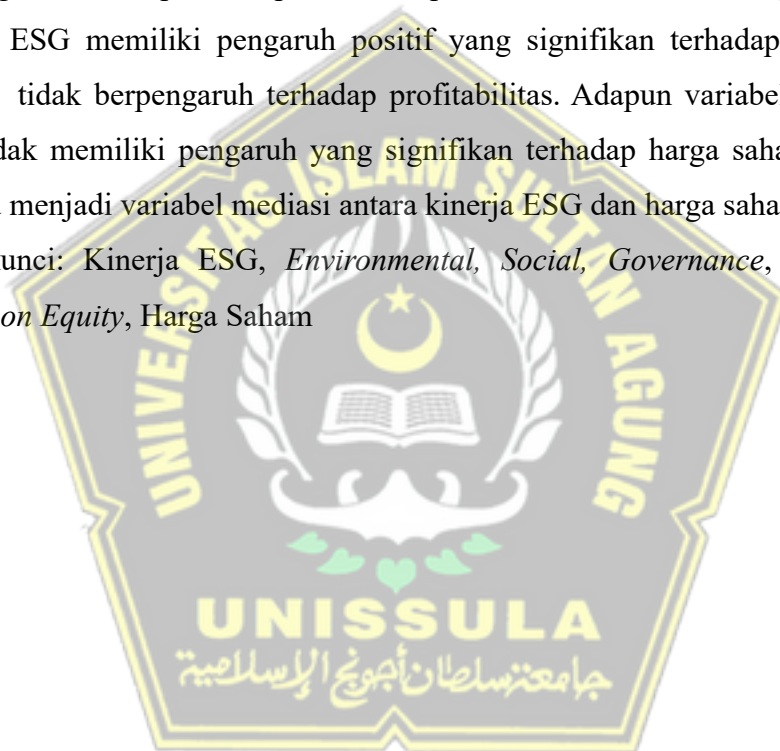 ESG memiliki pengaruh positif yang signifikan terhadap
tidak berpengaruh terhadap profitabilitas. Adapun variabel
dak memiliki pengaruh yang signifikan terhadap harga saha
menjadi variabel mediasi antara kinerja ESG dan harga saha
unci: Kinerja ESG, Environmental, Social, Governance,
on Equity, Harga Saham
UNIVERSITAS ISLAM SULTAN AGUNG
UNISSULA
جامعة سلطان أجونج الإسلامية